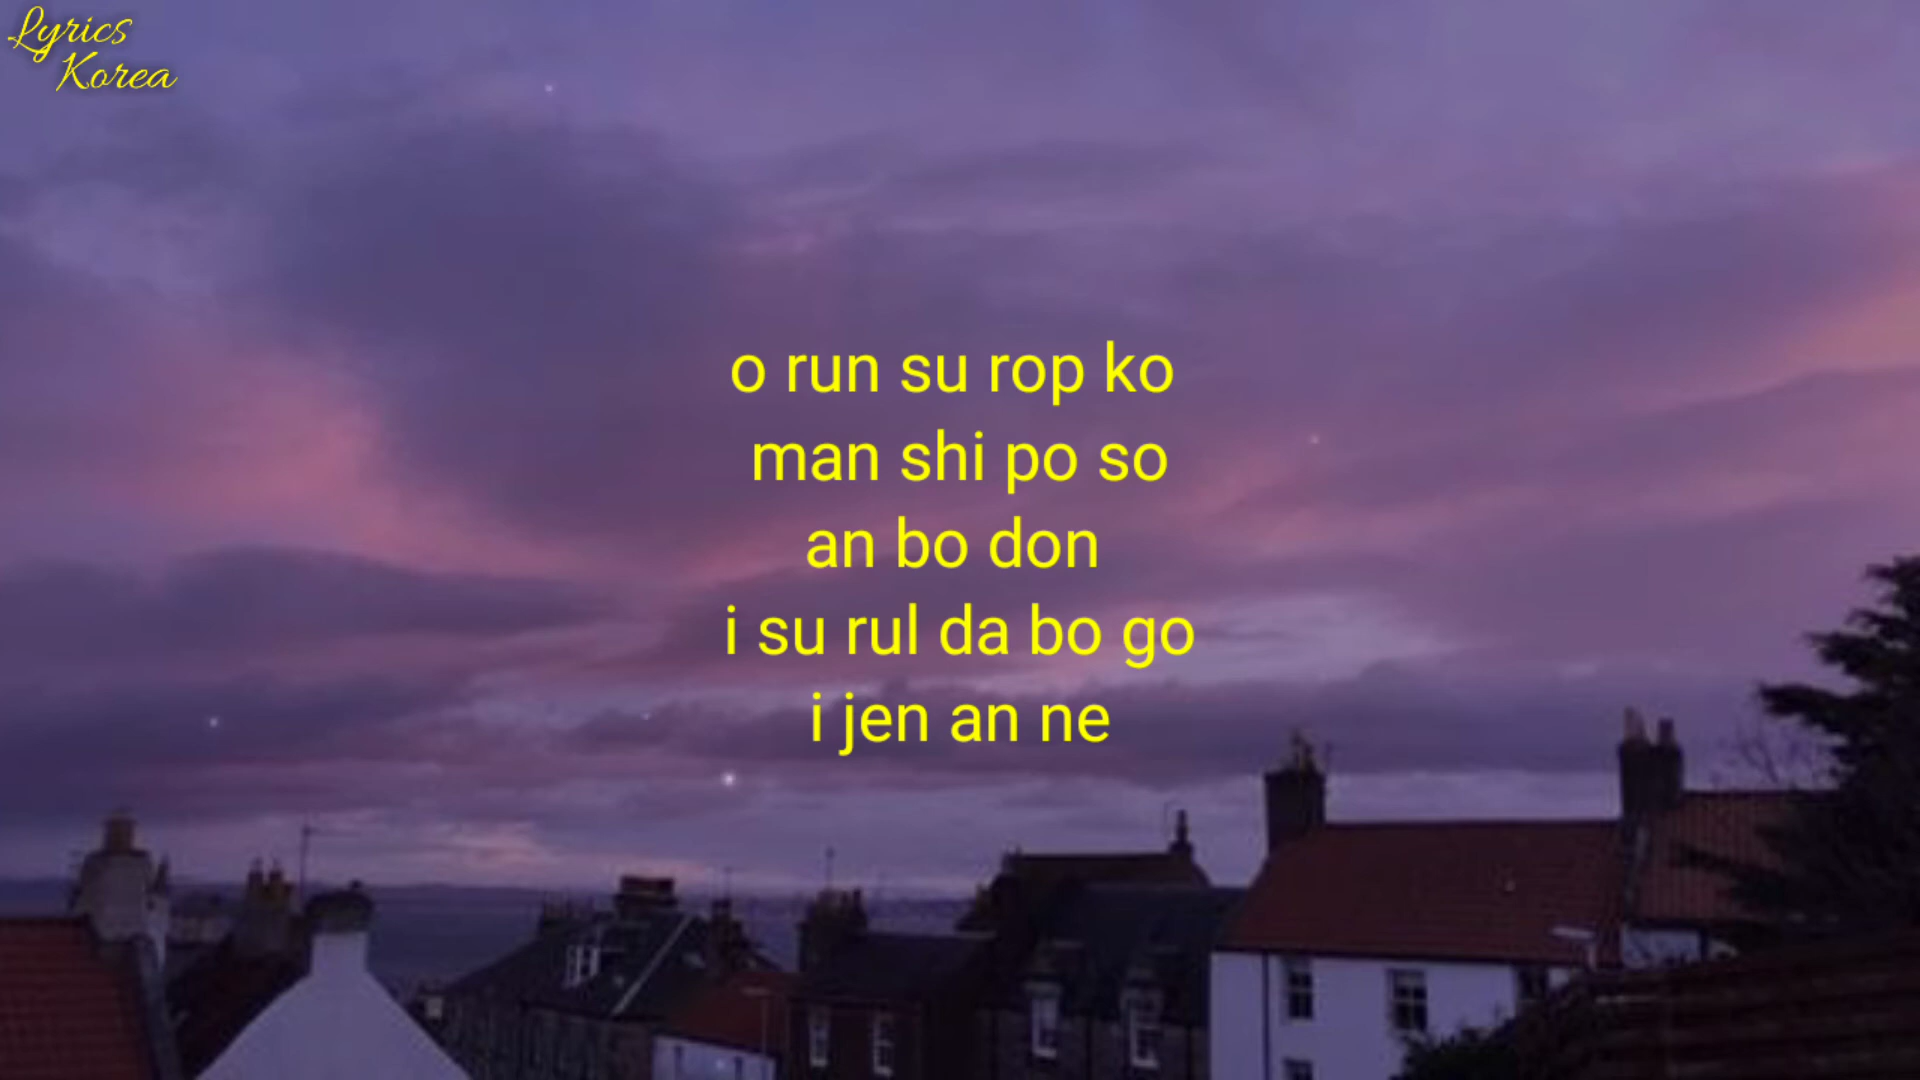 Lyrics
Korea
o run su rop ko
man shi po so
an bo don
i su rul da bo go
i jen an ne